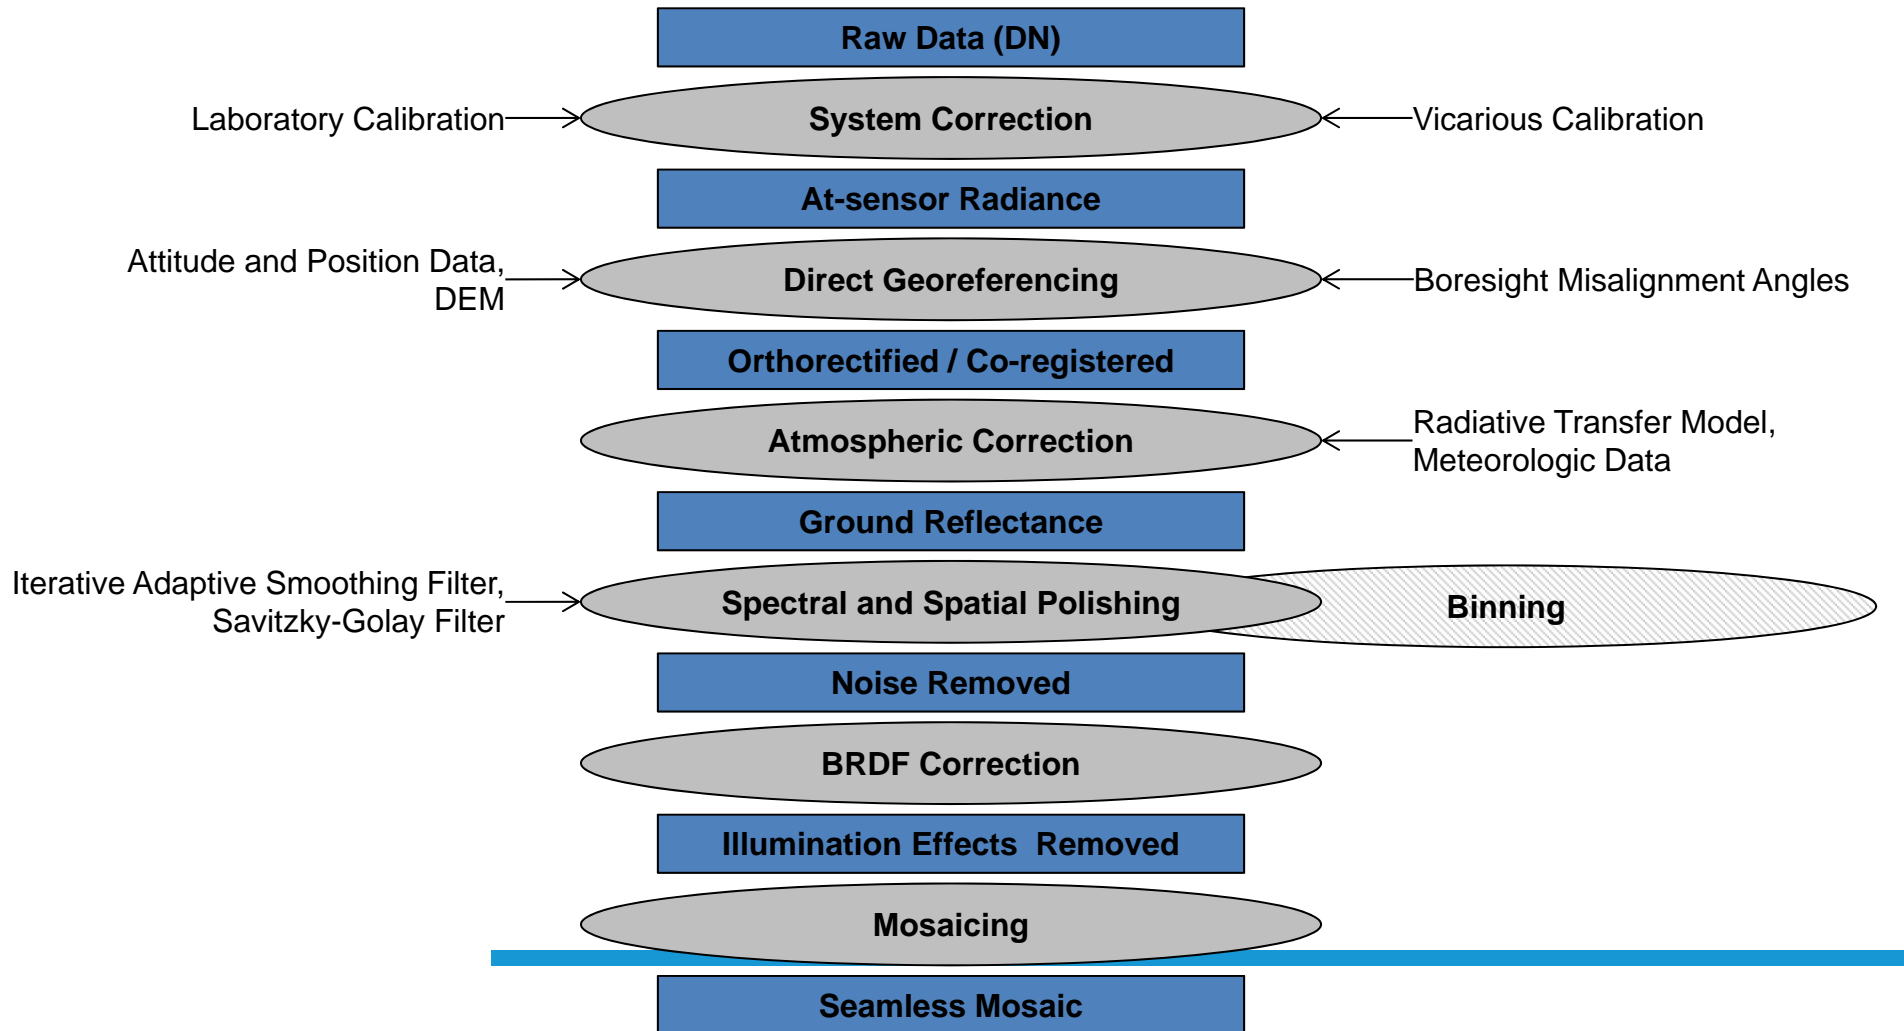 Raw Data (DN)
Laboratory Calibration
System Correction
Vicarious Calibration
At-sensor Radiance
Attitude and Position Data,
DEM
Direct Georeferencing
Boresight Misalignment Angles
Orthorectified / Co-registered
Atmospheric Correction
Radiative Transfer Model,
Meteorologic Data
Ground Reflectance
Iterative Adaptive Smoothing Filter,
Savitzky-Golay Filter
Spectral and Spatial Polishing
Binning
Noise Removed
BRDF Correction
Illumination Effects  Removed
Mosaicing
Seamless Mosaic